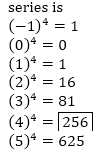 series is
(−1)⁴ = 1
(0)⁴ = 0
(1)⁴ = 1
(2)⁴ = 16
(3)⁴ = 81
(4)⁴ = 256
(5)⁴ = 625